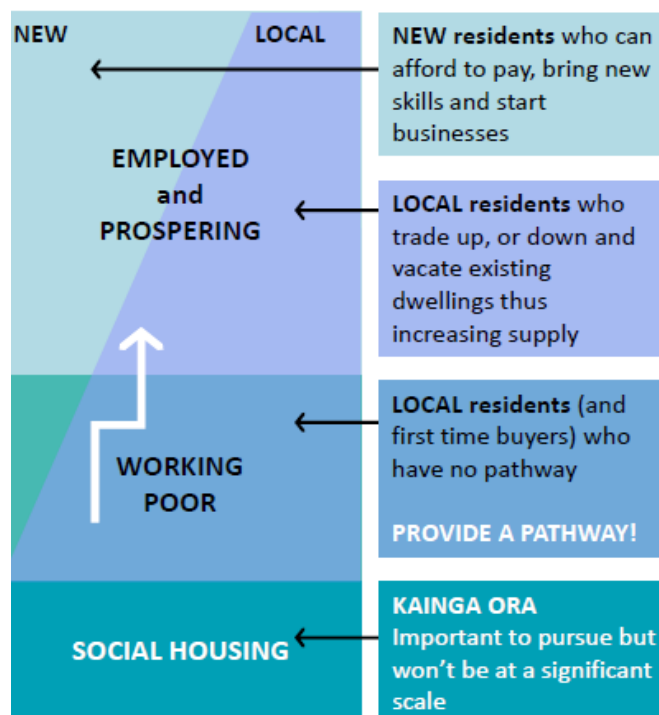 NEW
LOCAL
EMPLOYED
and
PROSPERING
WORKING
POOR
SOCIAL HOUSING
NEW residents who can
afford to pay, bring new
skills and start
businesses
LOCAL residents who
trade up, or down and
vacate existing
dwellings thus
increasing supply
LOCAL residents (and
first time buyers) who
have no pathway
PROVIDE A PATHWAY!
KAINGA ORA
Important to pursue but
won't be at a significant
scale